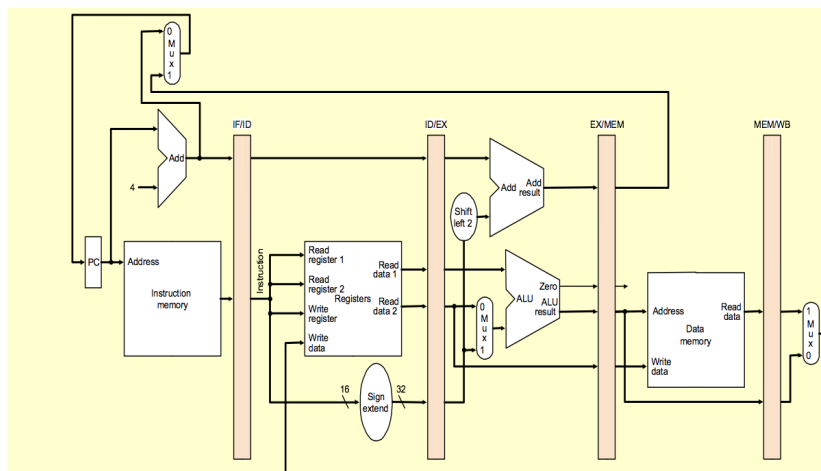 0
M
u
x
1
IF/ID
ID/EX
EX/MEM
MEM/WB
Add
4
Add Add
result
Shift
left 2
PC
Address
Instruction
memory
Instruction
Read
register 1
Read
register 2
Write
register
Write
data
Registers
Read
data 1
Read
data 2
0
M
u
x
1
Zero
ALU
ALU
result
Address
Write
data
Data
memory
Read
data
1
M
u
x
0
16
Sign
extend
32